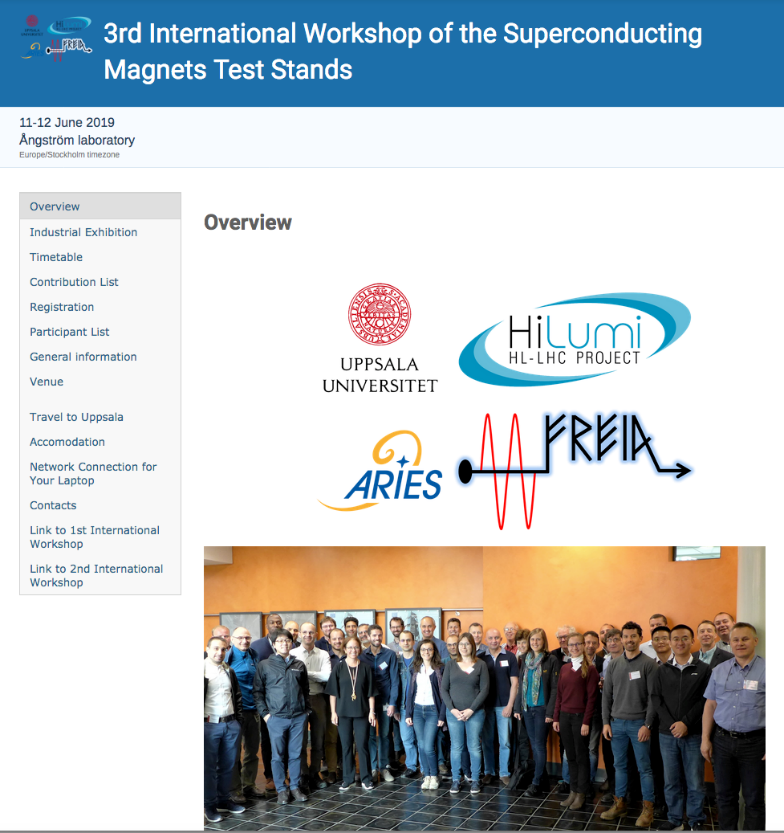 3rd International Workshop of the Superconducting
Magnets Test Stands
11-12 June 2019
Ångström laboratory
Europe/Stockholm timezone
Overview
Industrial Exhibition
Timetable
Contribution List
Registration
Participant List
General information
Venue
Travel to Uppsala
Accomodation
Network Connection for
Your Laptop
Contacts
Link to 1st International
Workshop
Link to 2nd International
Workshop
Overview
UPPSALA
UNIVERSITET
HiLumi
HL-LHC PROJECT
ARIES
FREIA